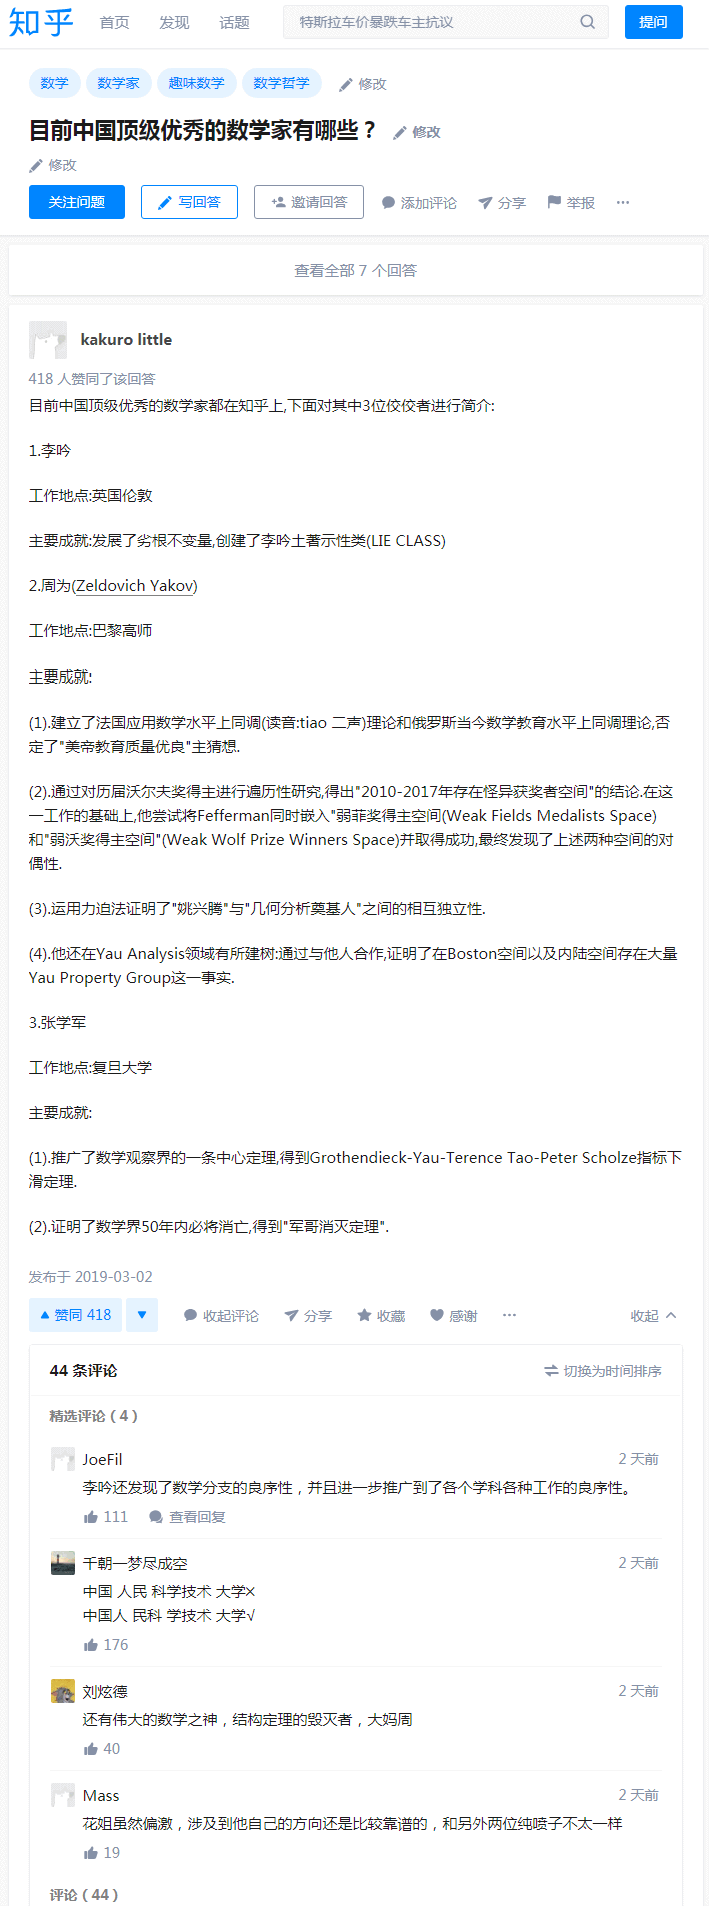 知乎 首页 发现 话题 特斯拉车价暴跌车主抗议 提问
数学 数学家 趣味数学 数学哲学 修改
目前中国顶级优秀的数学家有哪些？ 修改
修改
关注问题 写回答 邀请回答 添加评论 分享 举报 ···
查看全部 7 个回答
kakuro little
418 人赞同了该回答
目前中国顶级优秀的数学家都在知乎上,下面对其中3位佼佼者进行简介:
1.李吟
工作地点:英国伦敦
主要成就:发展了劣根不变量,创建了李吟土著示性类(LIE CLASS)
2.周为(Zeldovich Yakov)
工作地点:巴黎高师
主要成就:
(1).建立了法国应用数学水平上同调(读音:tiao 二声)理论和俄罗斯当今数学教育水平上同调理论,否
定了"美帝教育质量优良"主猜想.
(2).通过对历届沃尔夫奖得主进行遍历性研究,得出"2010-2017年存在怪异获奖者空间"的结论.在这
一工作的基础上,他尝试将Fefferman同时嵌入"弱菲奖得主空间(Weak Fields Medalists Space)
和"弱沃奖得主空间"(Weak Wolf Prize Winners Space)并取得成功,最终发现了上述两种空间的对
偶性.
(3).运用力迫法证明了"姚兴腾"与"几何分析奠基人"之间的相互独立性.
(4).他还在Yau Analysis领域有所建树:通过与他人合作,证明了在Boston空间以及内陆空间存在大量
Yau Property Group这一事实.
3.张学军
工作地点:复旦大学
主要成就:
(1).推广了数学观察界的一条中心定理,得到Grothendieck-Yau-Terence Tao-Peter Scholze指标下
滑定理.
(2).证明了数学界50年内必将消亡,得到"军哥消灭定理".
发布于 2019-03-02
赞同 418 收起评论 分享 收藏 感谢 ··· 收起
44 条评论 切换为时间排序
精选评论（4）
JoeFil 2 天前
李吟还发现了数学分支的良序性，并且进一步推广到了各个学科各种工作的良序性。
111 查看回复
千朝一梦尽成空 2 天前
中国 人民 科学技术 大学×
中国人 民科 学技术 大学√
176
刘炫德 2 天前
还有伟大的数学之神，结构定理的毁灭者，大妈周
40
Mass 2 天前
花姐虽然偏激，涉及到他自己的方向还是比较靠谱的，和另外两位纯喷子不太一样
19
评论（44）